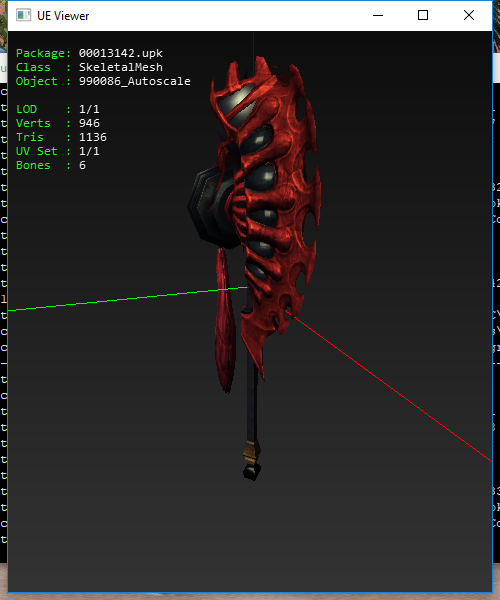 UE Viewer
Package: 00013142.upk
Class : SkeletalMesh
Object : 990086_Autoscale
LOD : 1/1
Verts : 946
Tris : 1136
UV Set : 1/1
Bones : 6